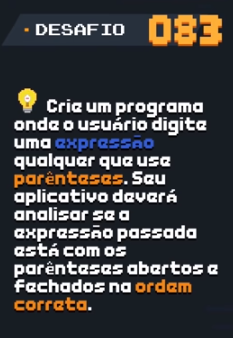 DESAFIO 083
Crie um programa
onde o usuário digite
uma expressão
qualquer que use
parênteses. Seu
aplicativo deverá
analisar se a
expressão passada
está com os
parênteses abertos e
fechados na ordem
correta.